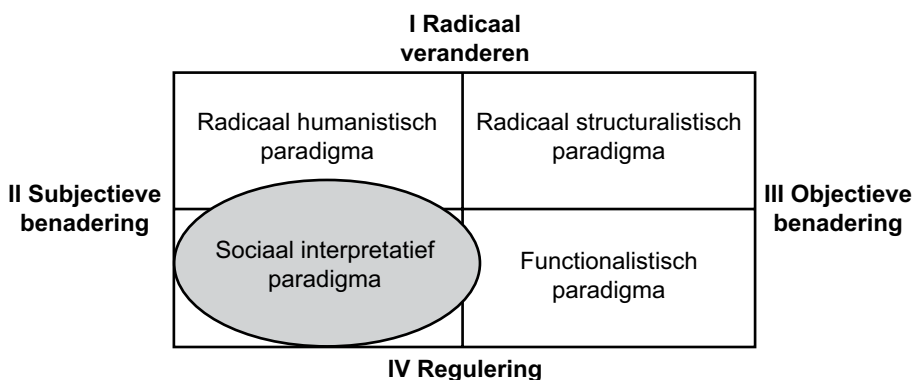 I Radicaal
veranderen
Radicaal humanistisch
paradigma
Radicaal structuralistisch
paradigma
II Subjectieve
benadering
III Objectieve
benadering
Sociaal interpretatief
paradigma
Functionalistisch
paradigma
IV Regulering